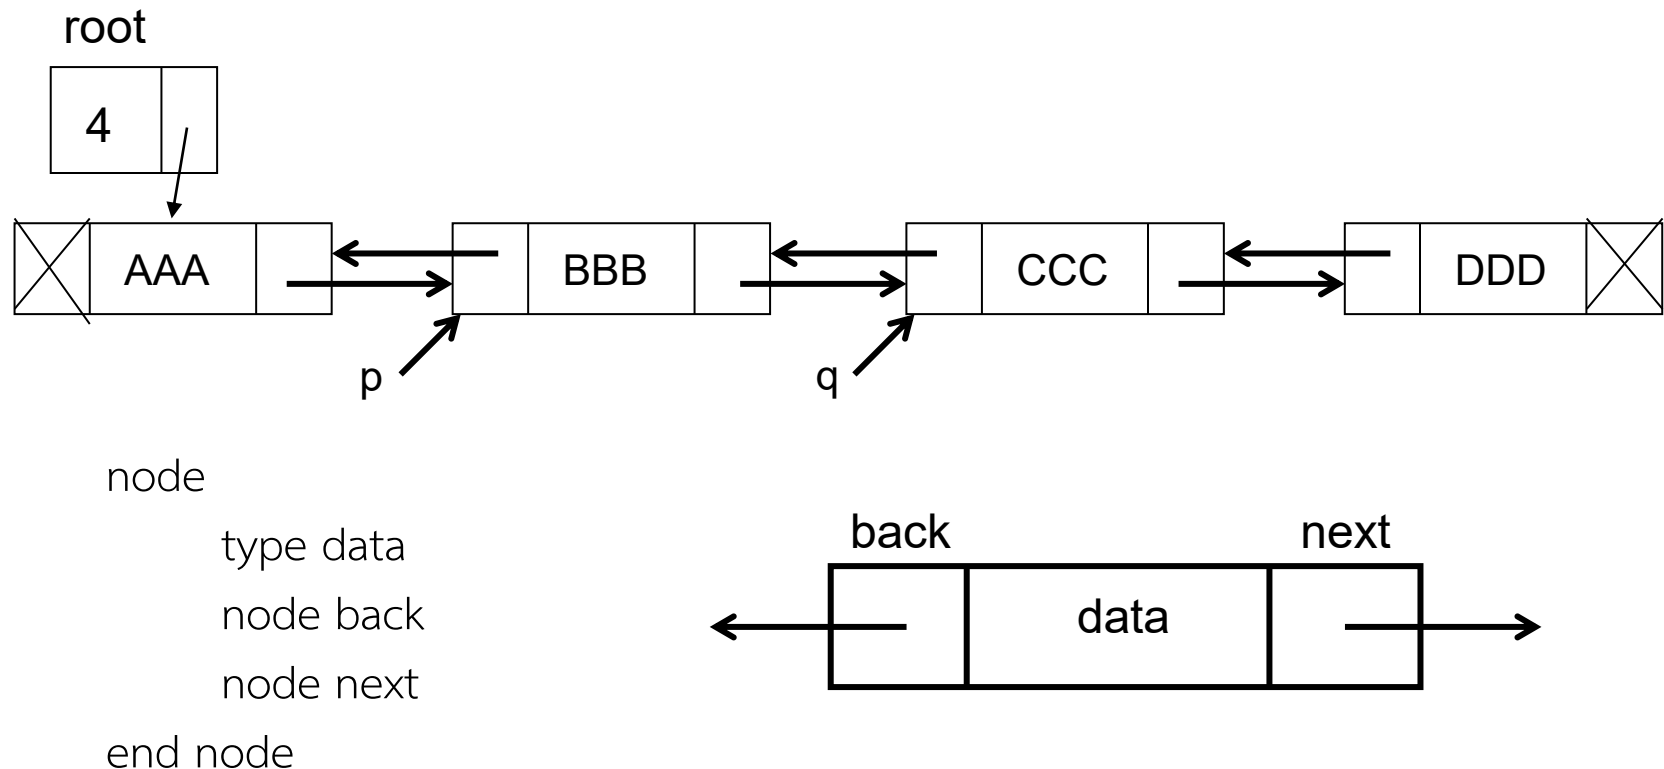 root
4
AAA BBB CCC DDD
p q
node
type data
node back
node next
end node
back next
data